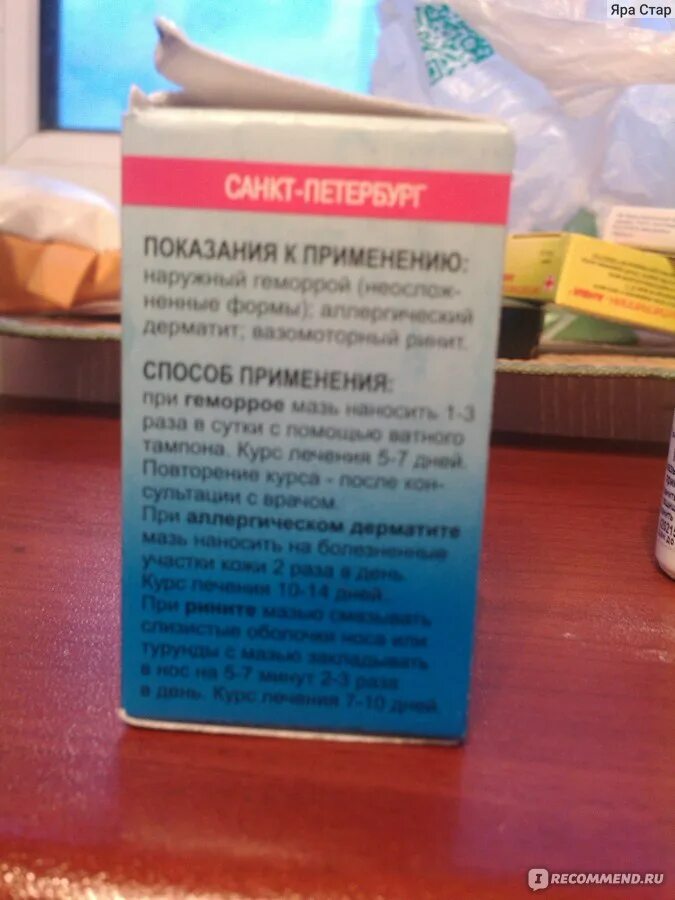 Яра Стар
САНКТ-ПЕТЕРБУРГ
ПОКАЗАНИЯ К ПРИМЕНЕНИЮ:
наружный геморрой (неослож-
ненные формы); аллергический
дерматит; вазомоторный ринит.
СПОСОБ ПРИМЕНЕНИЯ:
при геморрое мазь наносить 1-3
раза в сутки с помощью ватного
тампона. Курс лечения 5-7 дней.
Повторение курса - после кон-
сультации с врачом.
При аллергическом дерматите
мазь наносить на болезненные
участки кожи 2 раза в день.
Курс лечения 10-14 дней.
При рините мазью смазывать
слизистые оболочки носа или
турунды с мазью закладывать
в нос на 5-7 минут 2-3 раза
в день. Курс лечения 7-10 дней.
IRECOMMEND.RU